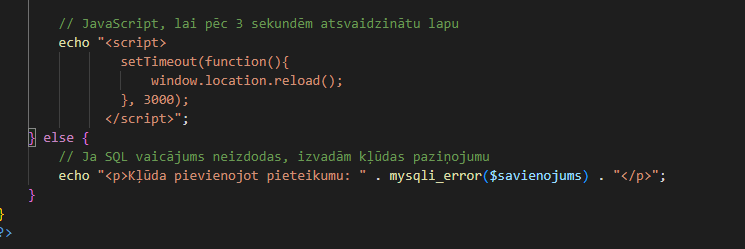 // JavaScript, lai pēc 3 sekundēm atsvaidzinātu lapu
echo "<script>
setTimeout(function(){
window.location.reload();
}, 3000);
</script>";
} else {
// Ja SQL vaicājums neizdodas, izvadām kļūdas paziņojumu
echo "<p>Kļūda pievienojot pieteikumu: " . mysqli_error($savienojums) . "</p>";
}
}
?>